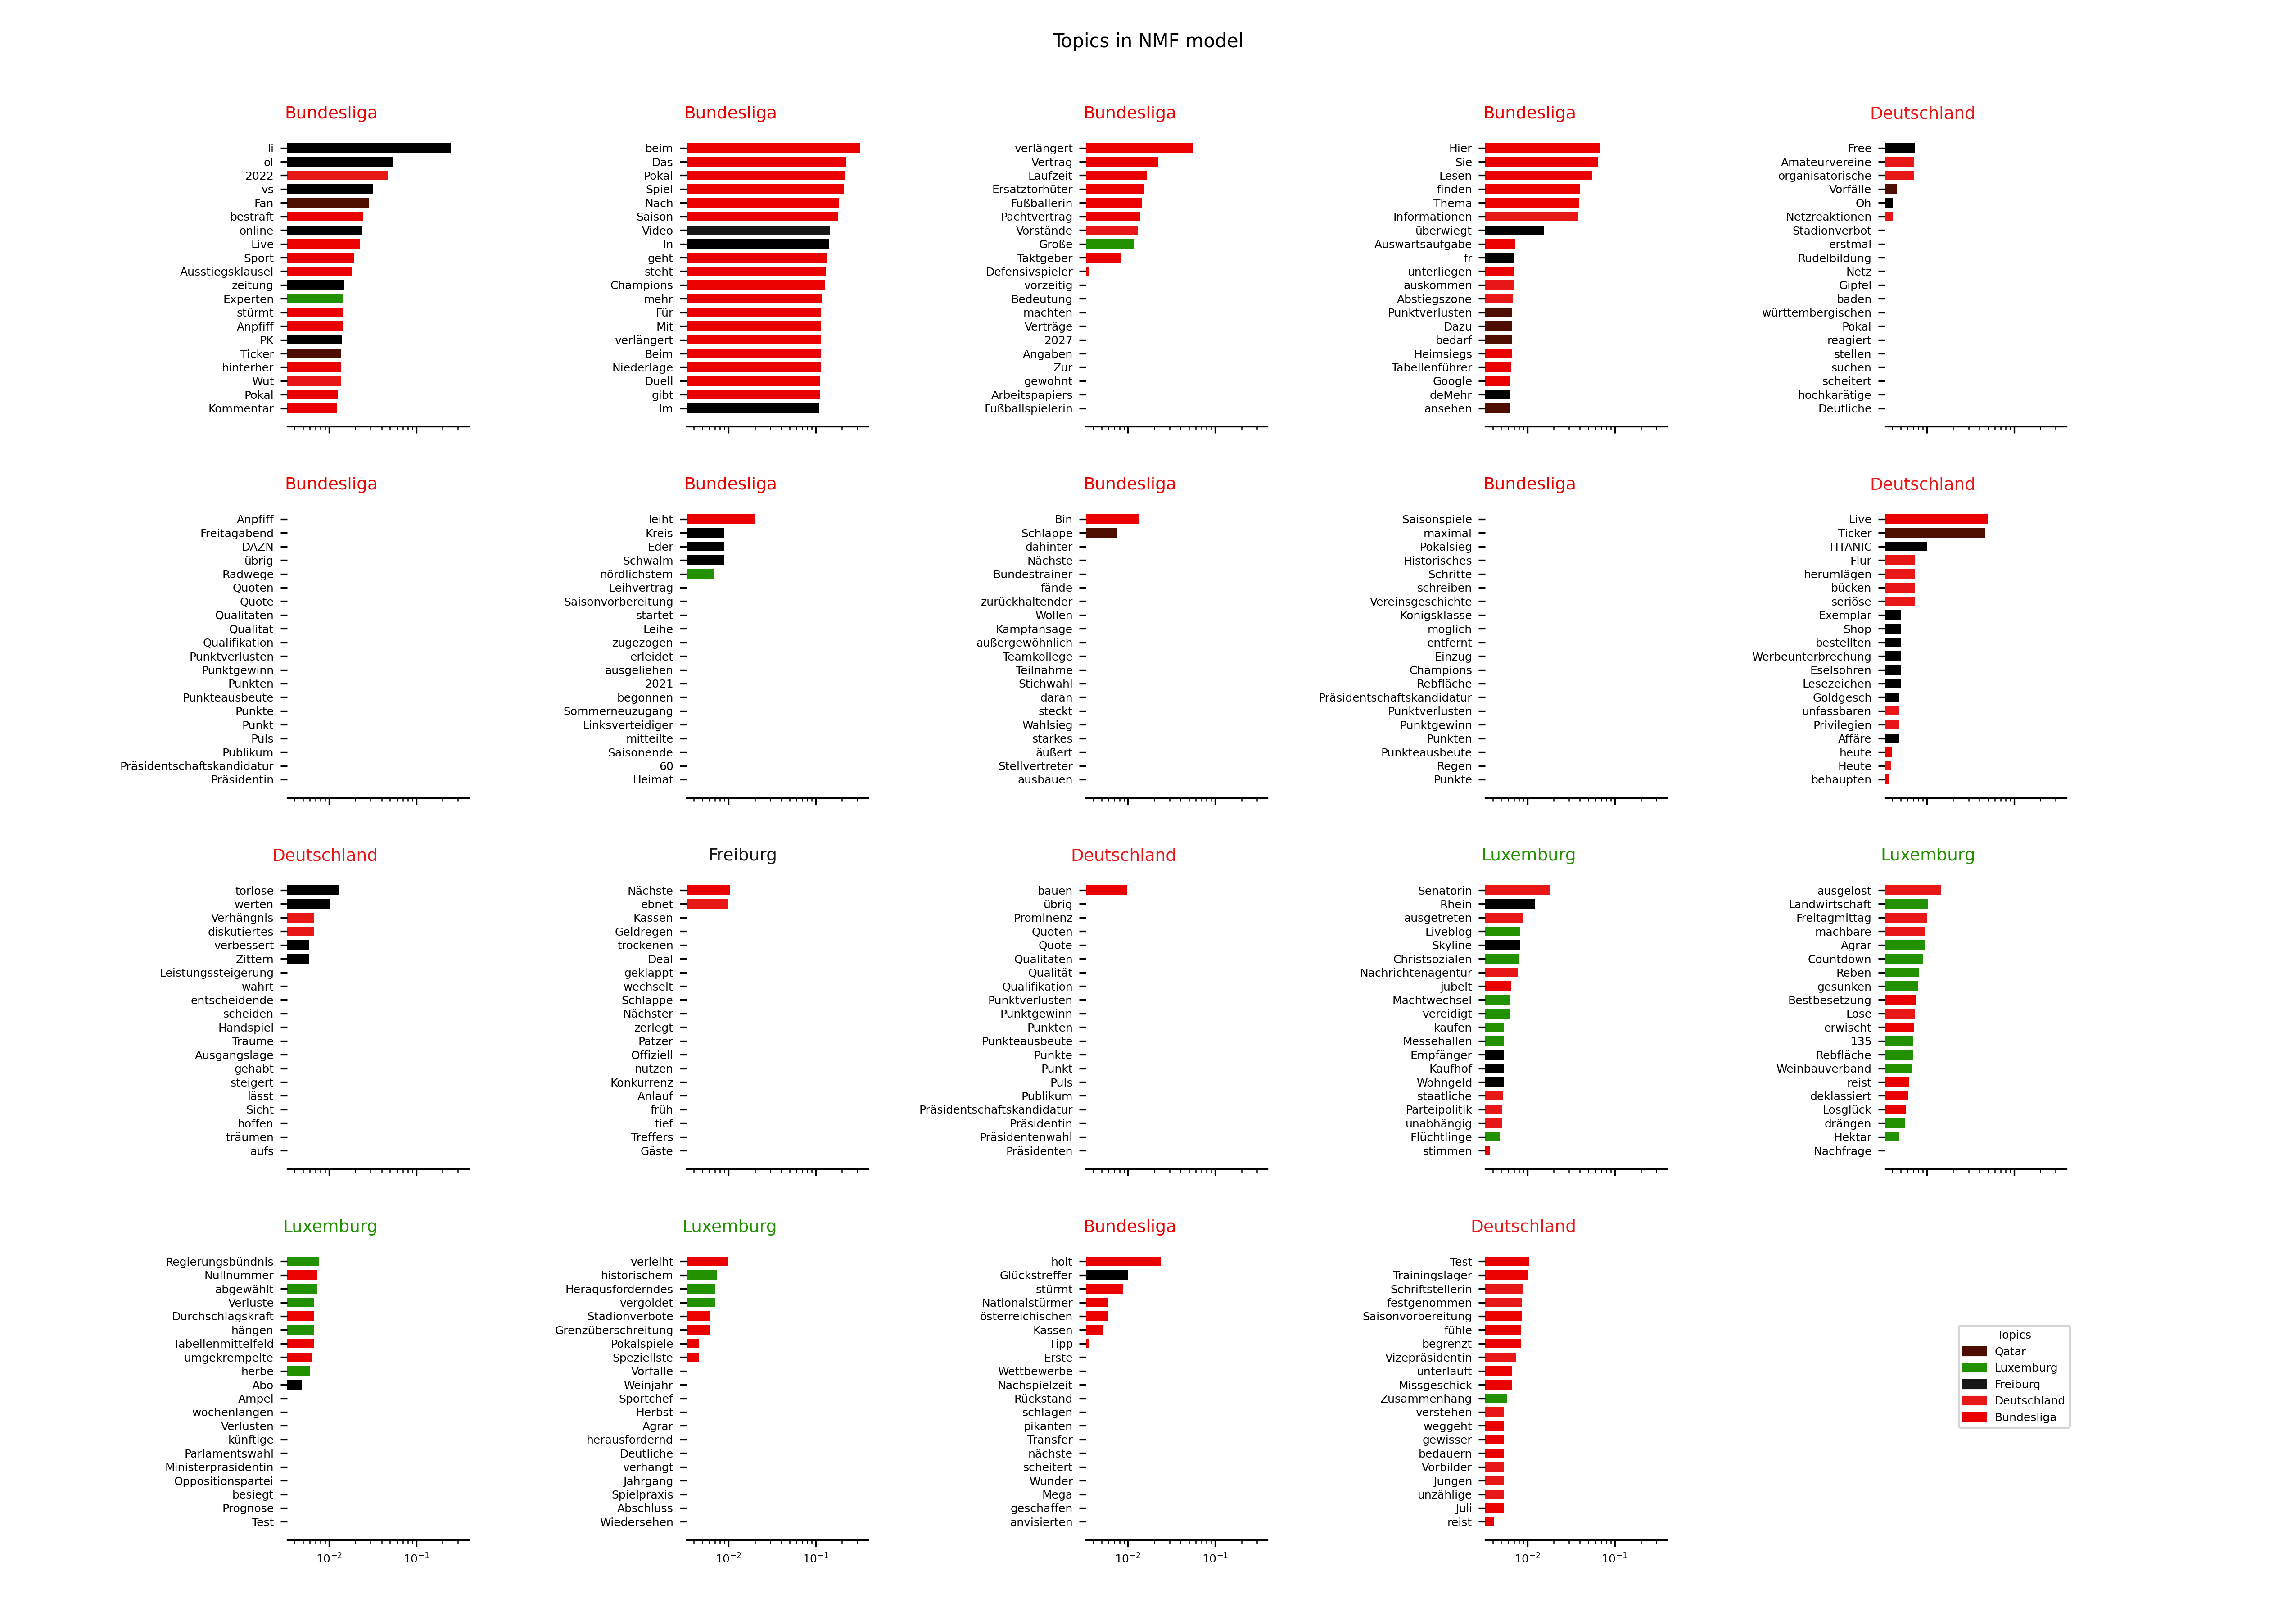 Topics in NMF model
Bundesliga
li
ol
2022
vs
Fan
bestraft
online
Live
Sport
Ausstiegsklausel
zeitung
Experten
stürmt
Anpfiff
PK
Ticker
hinterher
Wut
Pokal
Kommentar
Bundesliga
beim
Das
Pokal
Spiel
Nach
Saison
Video
In
geht
steht
Champions
mehr
Für
Mit
verlängert
Beim
Niederlage
Duell
gibt
Im
Bundesliga
verlängert
Vertrag
Laufzeit
Ersatztorhüter
Fußballerin
Pachtvertrag
Vorstände
Größe
Taktgeber
Defensivspieler
vorzeitig
Bedeutung
machten
Verträge
2027
Angaben
Zur
gewohnt
Arbeitspapiers
Fußballspielerin
Bundesliga
Hier
Sie
Lesen
finden
Thema
Informationen
überwiegt
Auswärtsaufgabe
fr
unterliegen
auskommen
Abstiegszone
Punktverlusten
Dazu
bedarf
Heimsiegs
Tabellenführer
Google
deMehr
ansehen
Deutschland
Free
Amateurvereine
organisatorische
Vorfälle
Oh
Netzreaktionen
Stadionverbot
erstmal
Rudelbildung
Netz
Gipfel
baden
württembergischen
Pokal
reagiert
stellen
suchen
scheitert
hochkarätige
Deutliche
Bundesliga
Anpfiff
Freitagabend
DAZN
übrig
Radwege
Quoten
Quote
Qualitäten
Qualität
Qualifikation
Punktverlusten
Punktgewinn
Punkten
Punkteausbeute
Punkte
Punkt
Puls
Publikum
Präsidentschaftskandidatur
Präsidentin
Bundesliga
leiht
Kreis
Eder
Schwalm
nördlichstem
Leihvertrag
Saisonvorbereitung
startet
Leihe
zugezogen
erleidet
ausgeliehen
2021
begonnen
Sommerneuzugang
Linksverteidiger
mitteilte
Saisonende
60
Heimat
Bundesliga
Bin
Schlappe
dahinter
Nächste
Bundestrainer
fände
zurückhaltender
Wollen
Kampfansage
außergewöhnlich
Teamkollege
Teilnahme
Stichwahl
daran
steckt
Wahlsieg
starkes
äußert
Stellvertreter
ausbauen
Bundesliga
Saisonspiele
maximal
Pokalsieg
Historisches
Schritte
schreiben
Vereinsgeschichte
Königsklasse
möglich
entfernt
Einzug
Champions
Rebfläche
Präsidentschaftskandidatur
Punktverlusten
Punktgewinn
Punkten
Punkteausbeute
Regen
Punkte
Deutschland
Live
Ticker
TITANIC
Flur
herumlägen
bücken
seriöse
Exemplar
Shop
bestellten
Werbeunterbrechung
Eselsohren
Lesezeichen
Goldgesch
unfassbaren
Privilegien
Affäre
heute
Heute
behaupten
Deutschland
torlose
werten
Verhängnis
diskutiertes
verbessert
Zittern
Leistungssteigerung
wahrt
entscheidende
scheiden
Handspiel
Träume
Ausgangslage
gehabt
steigert
lässt
Sicht
hoffen
träumen
aufs
Freiburg
Nächste
ebnet
Kassen
Geldregen
trockenen
Deal
geklappt
wechselt
Schlappe
Nächster
zerlegt
Patzer
Offiziell
nutzen
Konkurrenz
Anlauf
früh
tief
Treffers
Gäste
Deutschland
bauen
übrig
Prominenz
Quoten
Quote
Qualitäten
Qualität
Qualifikation
Punktverlusten
Punktgewinn
Punkten
Punkteausbeute
Punkte
Punkt
Puls
Publikum
Präsidentschaftskandidatur
Präsidentin
Präsidentenwahl
Präsidenten
Luxemburg
Senatorin
Rhein
ausgetreten
Liveblog
Skyline
Christsozialen
Nachrichtenagentur
jubelt
Machtwechsel
vereidigt
kaufen
Messehallen
Empfänger
Kaufhof
Wohngeld
staatliche
Parteipolitik
unabhängig
Flüchtlinge
stimmen
Luxemburg
ausgelost
Landwirtschaft
Freitagmittag
machbare
Agrar
Countdown
Reben
gesunken
Bestbesetzung
Lose
erwischt
135
Rebfläche
Weinbauverband
reist
deklassiert
Losglück
drängen
Hektar
Nachfrage
Luxemburg
Regierungsbündnis
Nullnummer
abgewählt
Verluste
Durchschlagskraft
hängen
Tabellenmittelfeld
umgekrempelte
herbe
Abo
Ampel
wochenlangen
Verlusten
künftige
Parlamentswahl
Ministerpräsidentin
Oppositionspartei
besiegt
Prognose
Test
10⁻² 10⁻¹
Luxemburg
verleiht
historischem
Heraqusforderndes
vergoldet
Stadionverbote
Grenzüberschreitung
Pokalspiele
Speziellste
Vorfälle
Weinjahr
Sportchef
Herbst
Agrar
herausfordernd
Deutliche
verhängt
Jahrgang
Spielpraxis
Abschluss
Wiedersehen
10⁻² 10⁻¹
Bundesliga
holt
Glückstreffer
stürmt
Nationalstürmer
österreichischen
Kassen
Tipp
Erste
Wettbewerbe
Nachspielzeit
Rückstand
schlagen
pikanten
Transfer
nächste
scheitert
Wunder
Mega
geschaffen
anvisierten
10⁻² 10⁻¹
Deutschland
Test
Trainingslager
Schriftstellerin
festgenommen
Saisonvorbereitung
fühle
begrenzt
Vizepräsidentin
unterläuft
Missgeschick
Zusammenhang
verstehen
weggeht
gewisser
bedauern
Vorbilder
Jungen
unzählige
Juli
reist
10⁻² 10⁻¹
Topics
Qatar
Luxemburg
Freiburg
Deutschland
Bundesliga